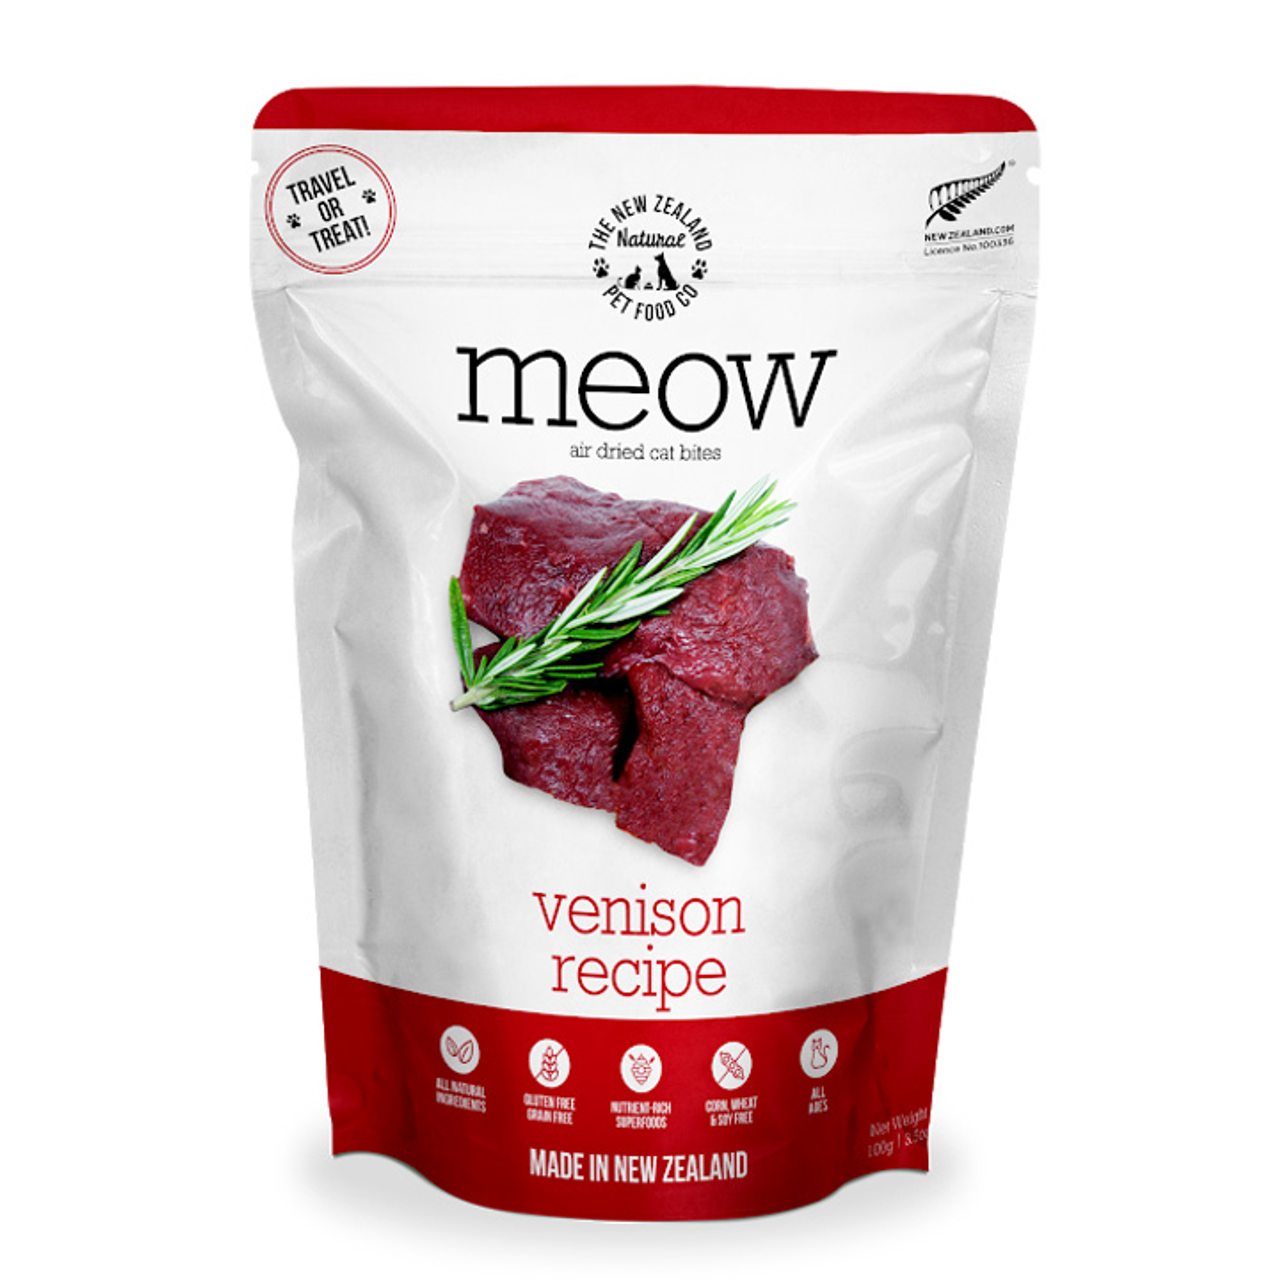 TRAVEL
OR
TREAT!
THE NEW ZEALAND
Natural
PET FOOD CO
NEWZEALAND.COM
Licence No.100336
meow
air dried cat bites
venison
recipe
ALL NATURAL
INGREDIENTS
GLUTEN FREE
GRAIN FREE
NUTRIENT-RICH
SUPERFOODS
CORN, WHEAT
& SOY FREE
ALL
AGES
Net Weight
100g |
MADE IN NEW ZEALAND